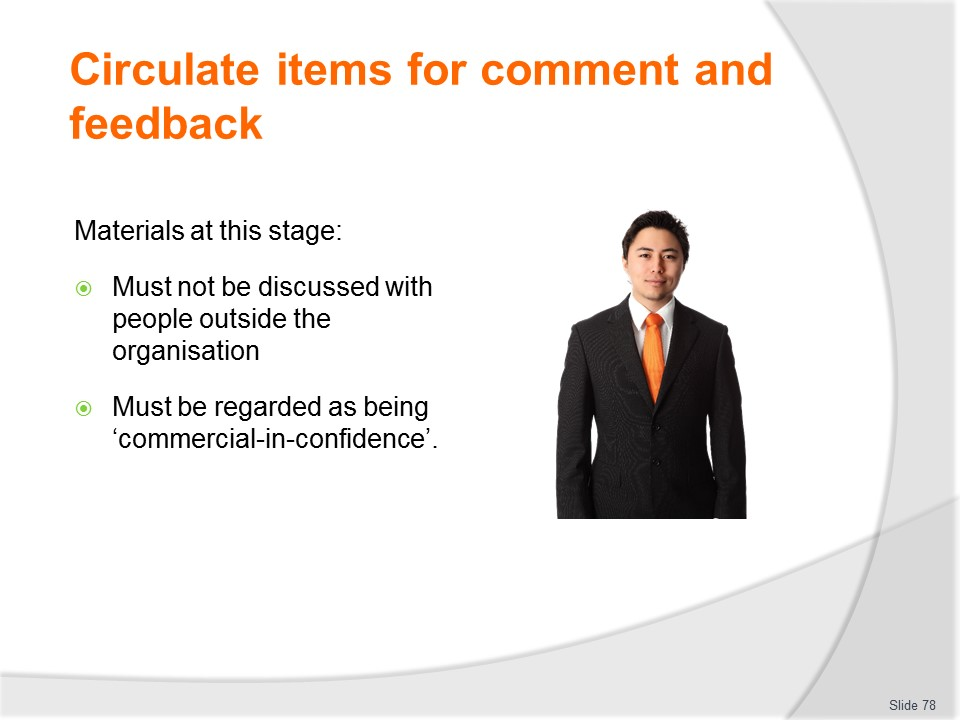 Circulate items for comment and
feedback
Materials at this stage:
Must not be discussed with
people outside the
organisation
Must be regarded as being
‘commercial-in-confidence’.
Slide 78